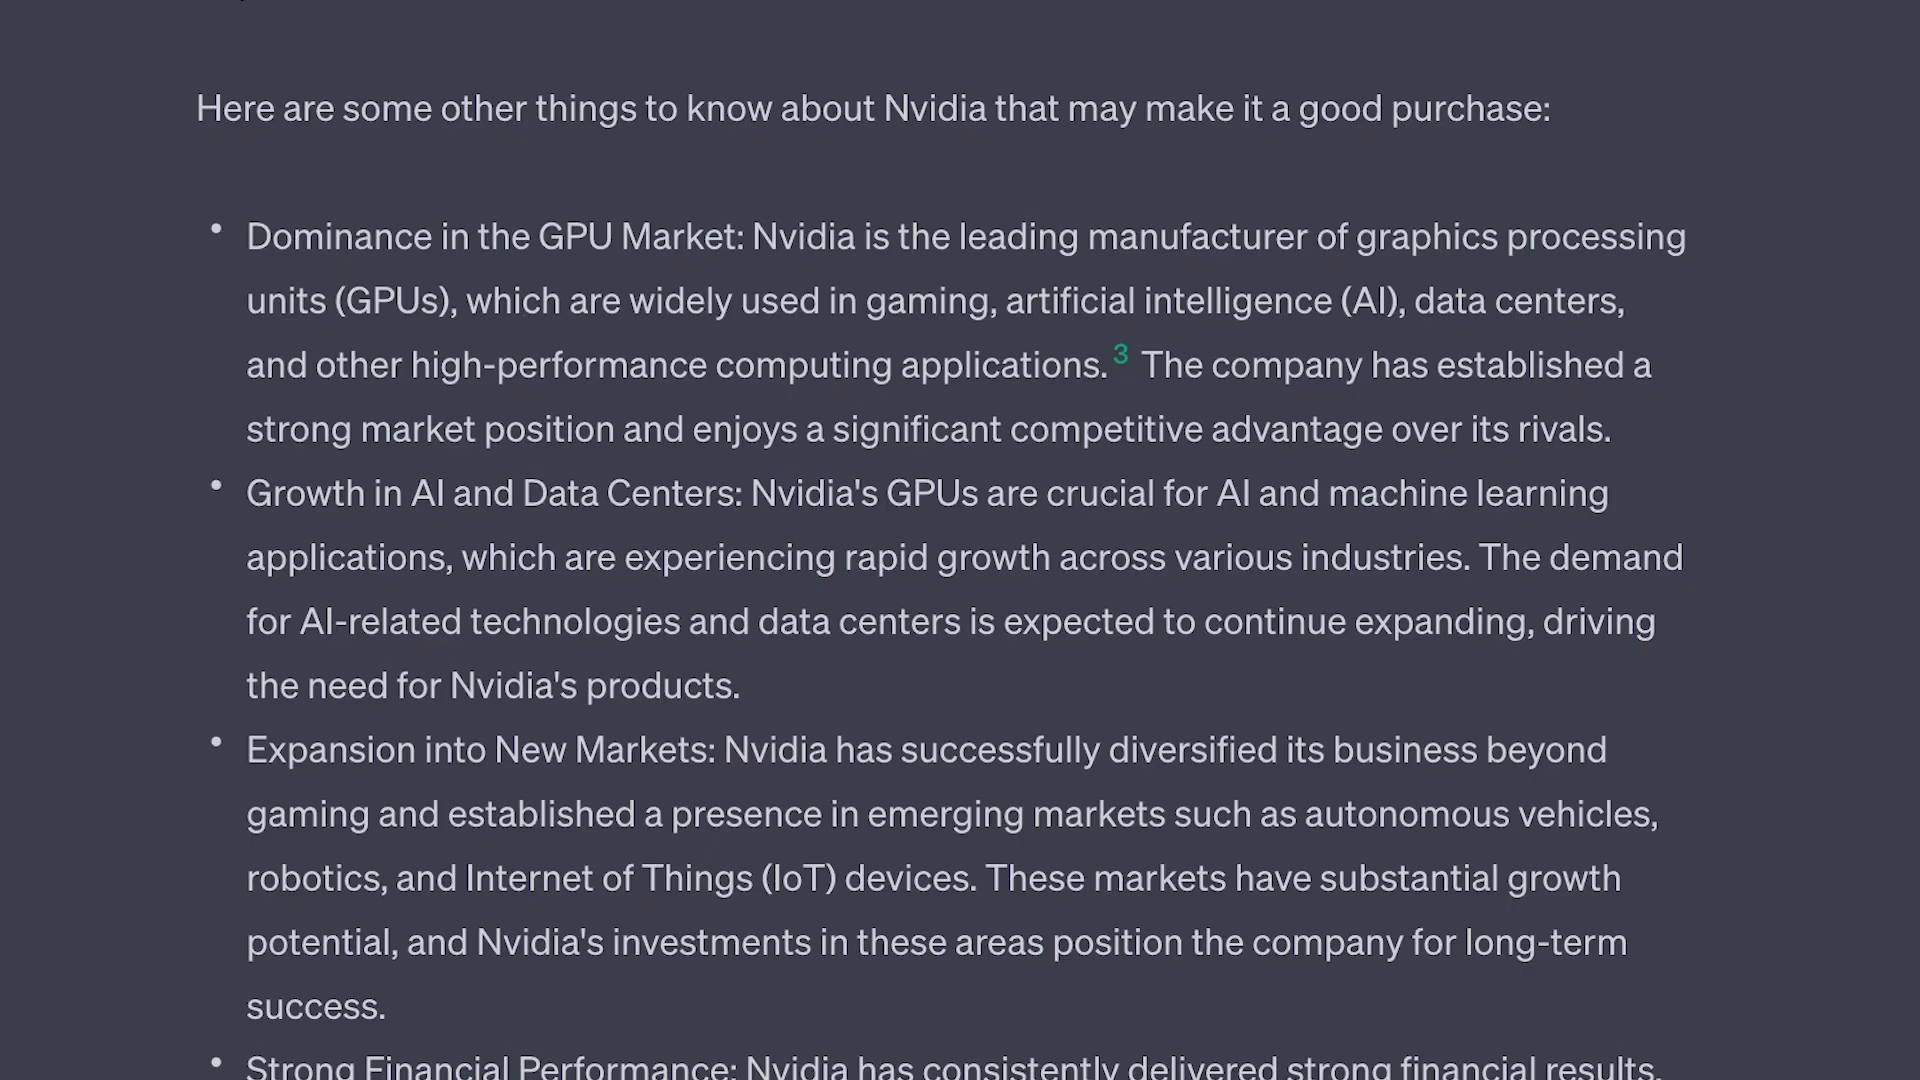 Here are some other things to know about Nvidia that may make it a good purchase:
• Dominance in the GPU Market: Nvidia is the leading manufacturer of graphics processing
units (GPUs), which are widely used in gaming, artificial intelligence (AI), data centers,
and other high-performance computing applications. 3 The company has established a
strong market position and enjoys a significant competitive advantage over its rivals.
• Growth in AI and Data Centers: Nvidia's GPUs are crucial for AI and machine learning
applications, which are experiencing rapid growth across various industries. The demand
for AI-related technologies and data centers is expected to continue expanding, driving
the need for Nvidia's products.
• Expansion into New Markets: Nvidia has successfully diversified its business beyond
gaming and established a presence in emerging markets such as autonomous vehicles,
robotics, and Internet of Things (IoT) devices. These markets have substantial growth
potential, and Nvidia's investments in these areas position the company for long-term
success.
• Strong Financial Performance: Nvidia has consistently delivered strong financial results,